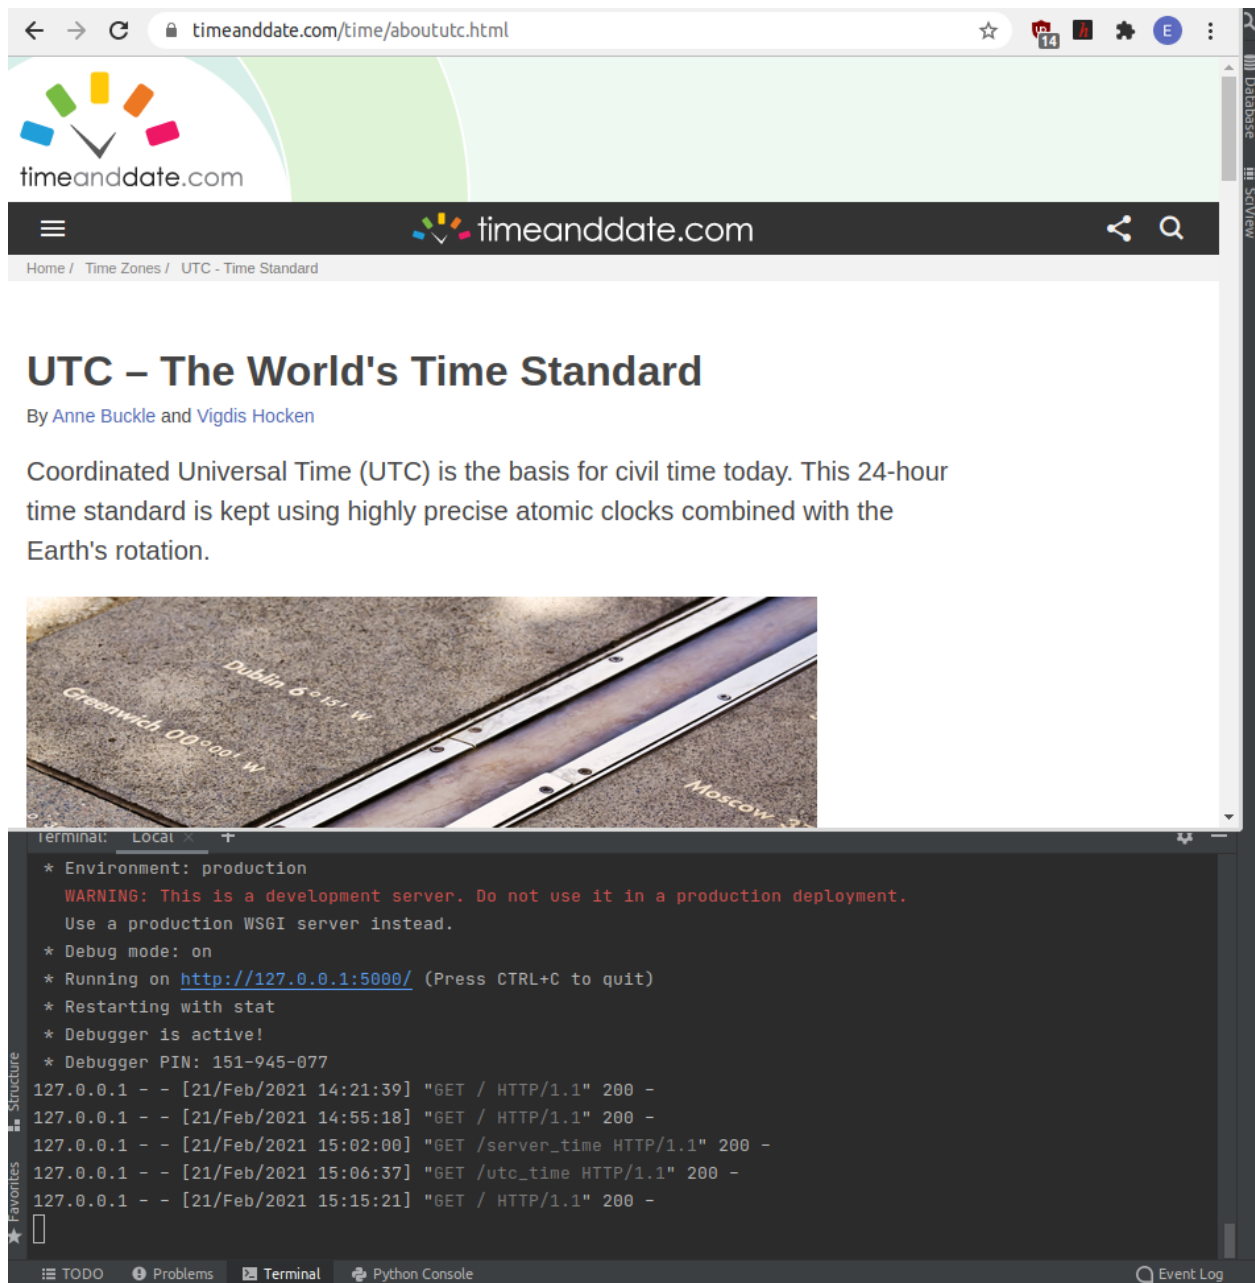 timeanddate.com/time/aboututc.html
14
h
E
timeanddate.com
timeanddate.com
Home / Time Zones / UTC - Time Standard
UTC – The World's Time Standard
By Anne Buckle and Vigdis Hocken
Coordinated Universal Time (UTC) is the basis for civil time today. This 24-hour
time standard is kept using highly precise atomic clocks combined with the
Earth's rotation.
Dublin 6°15' W
Greenwich 00°00' W
Moscow 37
Database
SciView
Terminal: Local × +
* Environment: production
WARNING: This is a development server. Do not use it in a production deployment.
Use a production WSGI server instead.
* Debug mode: on
* Running on http://127.0.0.1:5000/ (Press CTRL+C to quit)
* Restarting with stat
* Debugger is active!
* Debugger PIN: 151-945-077
127.0.0.1 - - [21/Feb/2021 14:21:39] "GET / HTTP/1.1" 200 -
127.0.0.1 - - [21/Feb/2021 14:55:18] "GET / HTTP/1.1" 200 -
127.0.0.1 - - [21/Feb/2021 15:02:00] "GET /server_time HTTP/1.1" 200 -
127.0.0.1 - - [21/Feb/2021 15:06:37] "GET /utc_time HTTP/1.1" 200 -
127.0.0.1 - - [21/Feb/2021 15:15:21] "GET / HTTP/1.1" 200 -
Structure
Favorites
TODO Problems Terminal Python Console Event Log